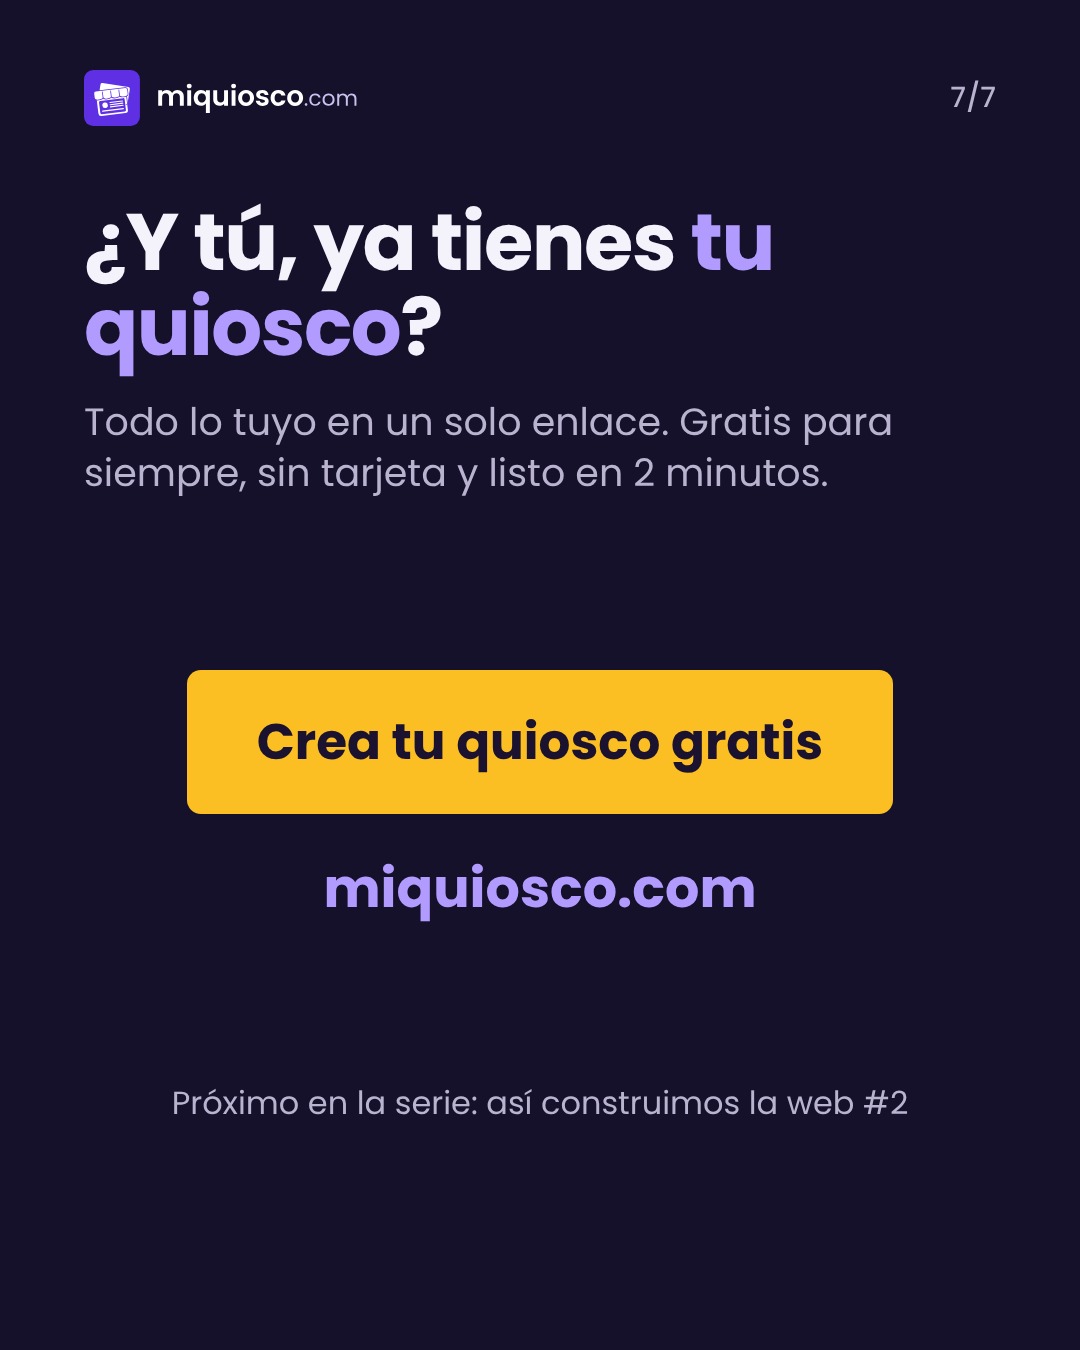 miquiosco.com
7/7
¿Y tú, ya tienes tu
quiosco?
Todo lo tuyo en un solo enlace. Gratis para
siempre, sin tarjeta y listo en 2 minutos.
Crea tu quiosco gratis
miquiosco.com
Próximo en la serie: así construimos la web #2